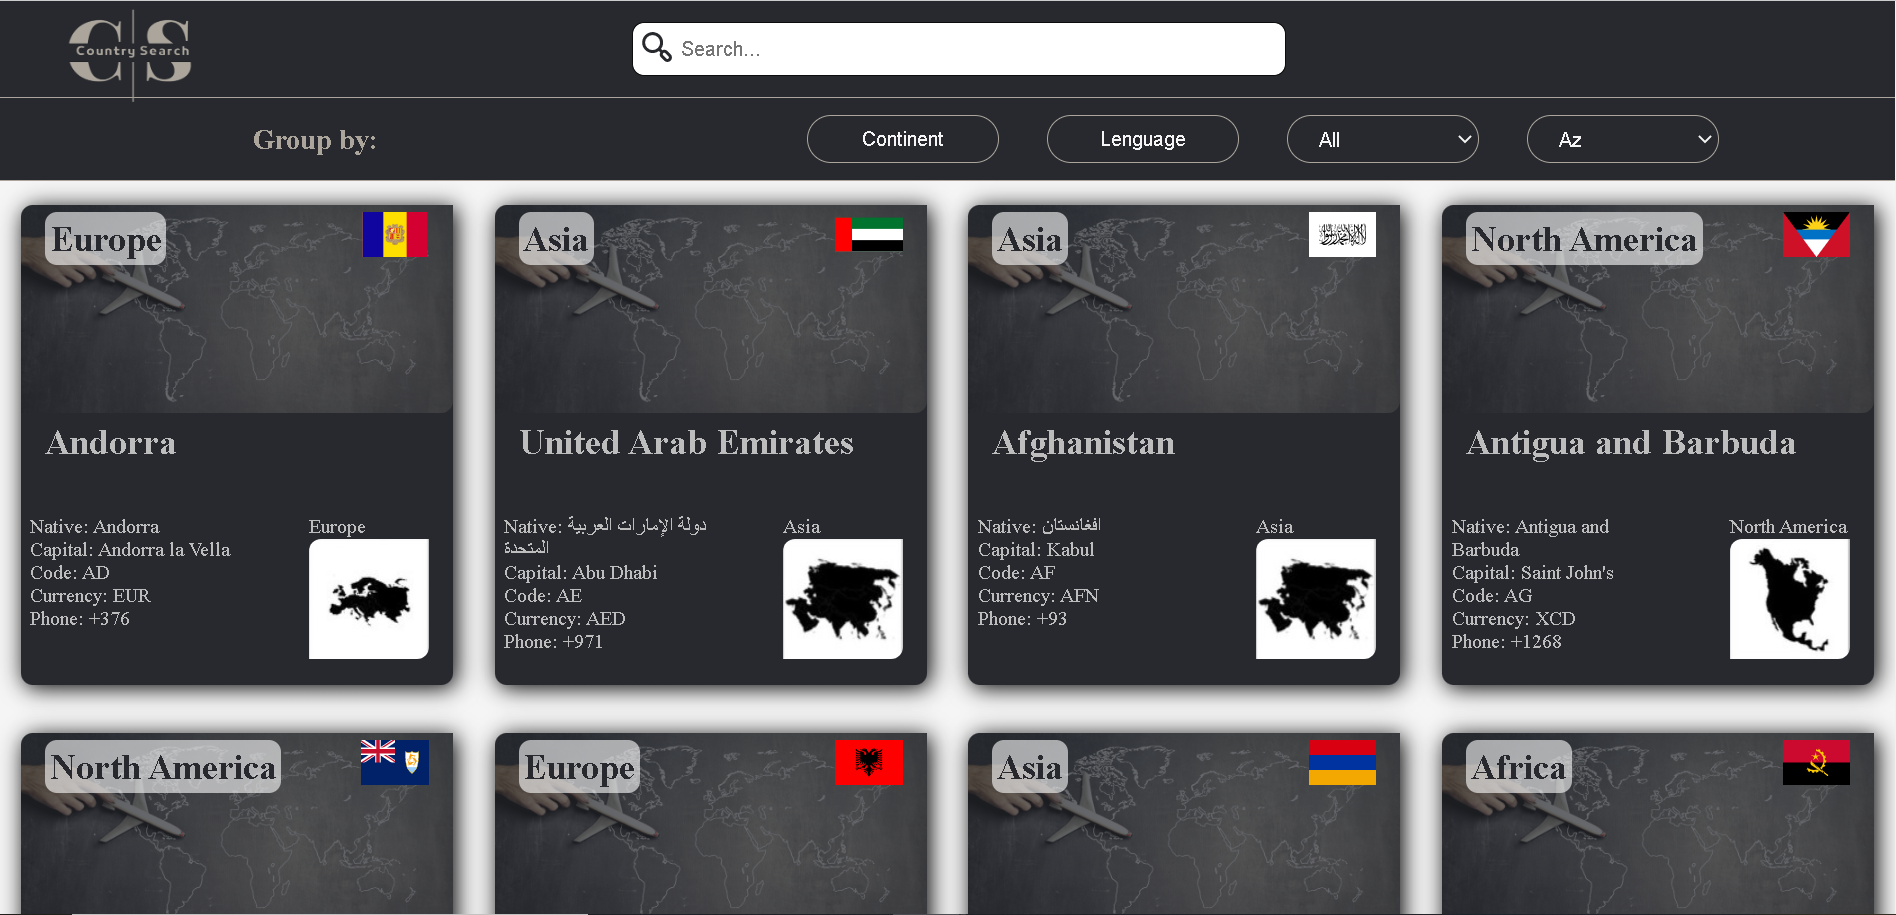 Country Search
CS
Search...
Group by:
Continent
Lenguage
All
Az
Europe
Asia
Asia
North America
Andorra
United Arab Emirates
Afghanistan
Antigua and Barbuda
Native: Andorra
Capital: Andorra la Vella
Code: AD
Currency: EUR
Phone: +376
Europe
Native: دولة الإمارات العربية
المتحدة
Capital: Abu Dhabi
Code: AE
Currency: AED
Phone: +971
Asia
Native: افغانستان
Capital: Kabul
Code: AF
Currency: AFN
Phone: +93
Asia
Native: Antigua and
Barbuda
Capital: Saint John's
Code: AG
Currency: XCD
Phone: +1268
North America
North America
Europe
Asia
Africa